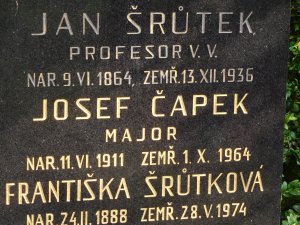 JAN ŠRŮTEK
PROFESOR V. V.
NAR. 9. VI. 1864, ZEMŘ. 13. XII. 1936
JOSEF ČAPEK
MAJOR
NAR. 11. VI. 1911 ZEMŘ. 1. X. 1964
FRANTIŠKA ŠRŮTKOVÁ
NAR. 24. II. 1888 ZEMŘ. 28. V. 1974